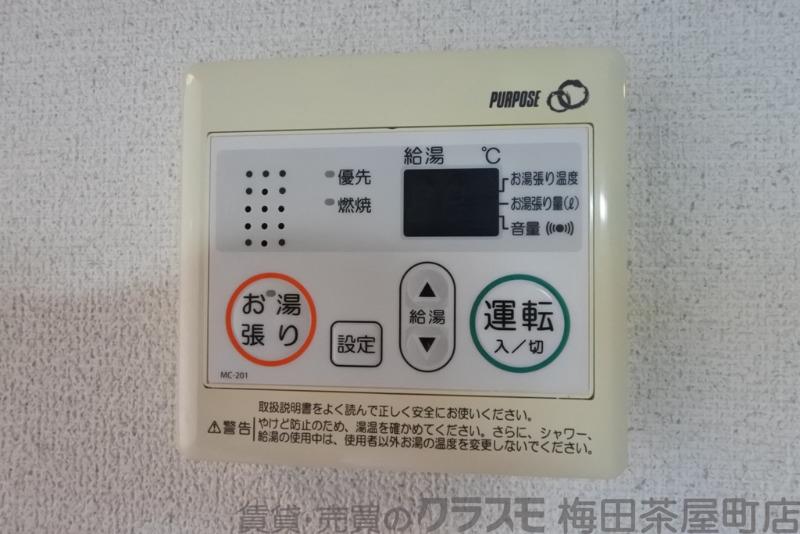 PURPOSE
給湯 ℃
優先
燃焼
お湯張り温度
お湯張り量(ℓ)
音量
お湯張り
設定
▲
給湯
▼
運転
入/切
MC-201
取扱説明書をよく読んで正しく安全にお使いください。
⚠警告 やけど防止のため、湯温を確かめてください。さらに、シャワー、
給湯の使用中は、使用者以外お湯の温度を変更しないでください。
賃貸・売買のクラスモ 梅田茶屋町店